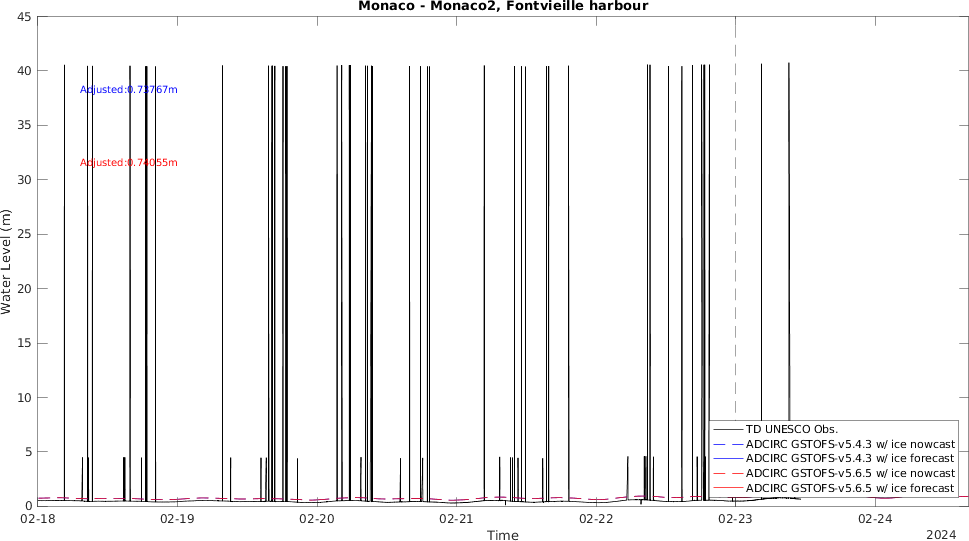 Monaco - Monaco2, Fontvieille harbour
45
40
35
30
25
20
15
10
5
0
Water Level (m)
Adjusted:0.73767m
Adjusted:0.74055m
TD UNESCO Obs.
ADCIRC GSTOFS-v5.4.3 w/ ice nowcast
ADCIRC GSTOFS-v5.4.3 w/ ice forecast
ADCIRC GSTOFS-v5.6.5 w/ ice nowcast
ADCIRC GSTOFS-v5.6.5 w/ ice forecast
02-18 02-19 02-20 02-21 02-22 02-23 02-24
Time
2024